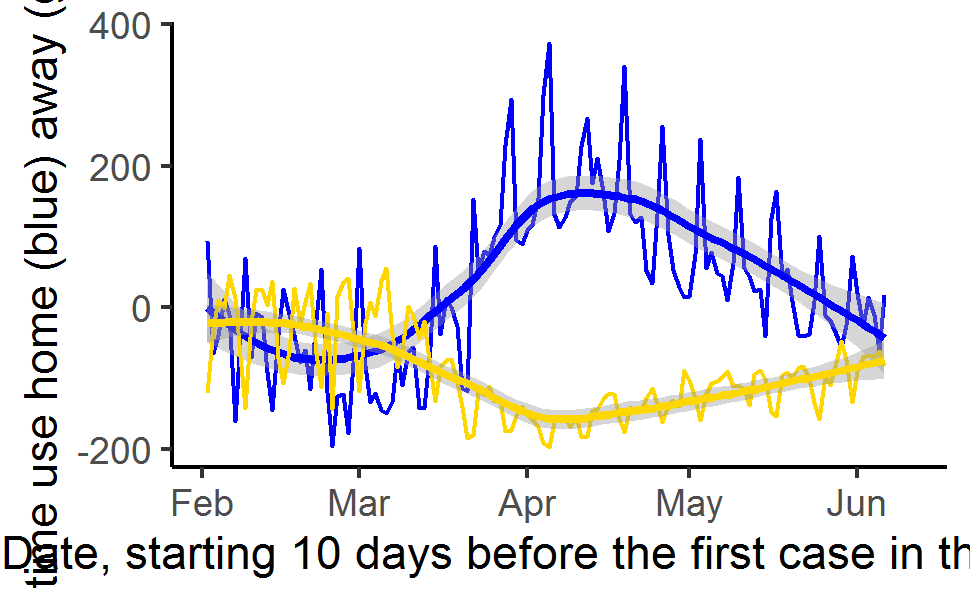 time use home (blue) away (
400
200
0
-200
Feb Mar Apr May Jun
Date, starting 10 days before the first case in th